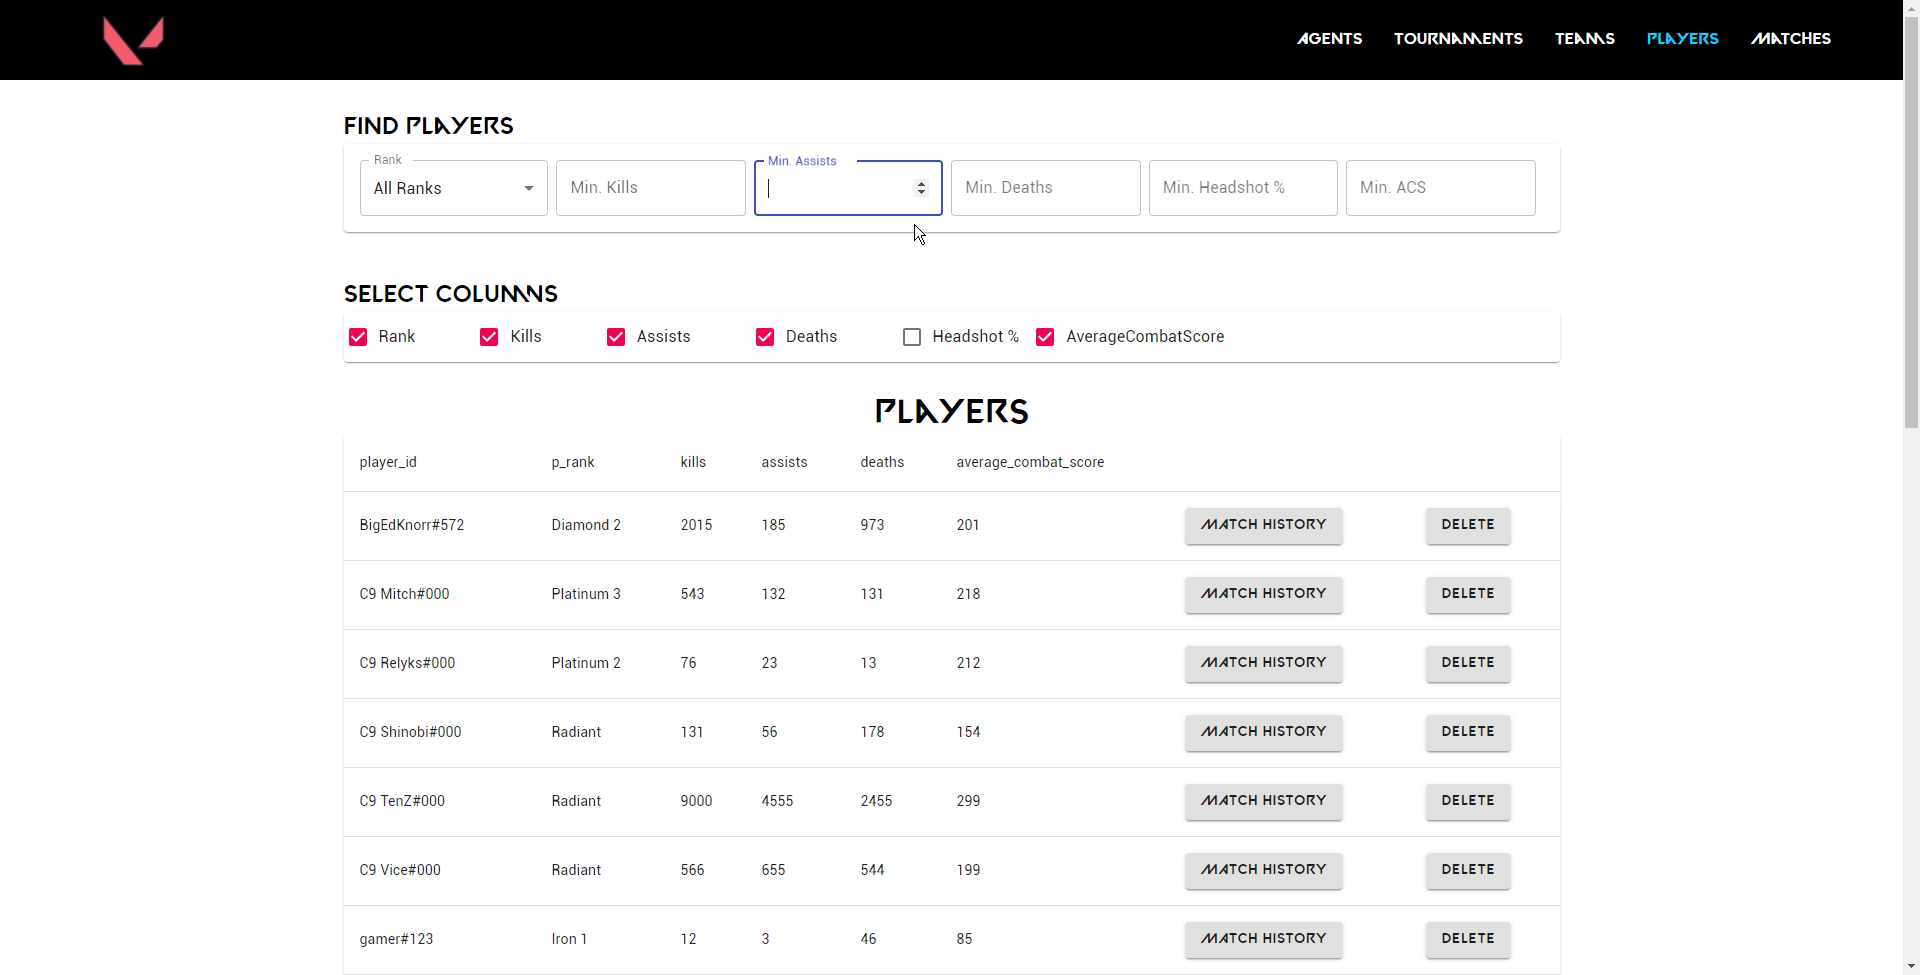 AGENTS TOURNAMENTS TEAMS PLAYERS MATCHES
FIND PLAYERS
Rank
All Ranks
Min. Kills
Min. Assists
Min. Deaths
Min. Headshot %
Min. ACS
SELECT COLUMNS
Rank Kills Assists Deaths Headshot % AverageCombatScore
PLAYERS
player_id p_rank kills assists deaths average_combat_score
BigEdKnorr#572 Diamond 2 2015 185 973 201 MATCH HISTORY DELETE
C9 Mitch#000 Platinum 3 543 132 131 218 MATCH HISTORY DELETE
C9 Relyks#000 Platinum 2 76 23 13 212 MATCH HISTORY DELETE
C9 Shinobi#000 Radiant 131 56 178 154 MATCH HISTORY DELETE
C9 TenZ#000 Radiant 9000 4555 2455 299 MATCH HISTORY DELETE
C9 Vice#000 Radiant 566 655 544 199 MATCH HISTORY DELETE
gamer#123 Iron 1 12 3 46 85 MATCH HISTORY DELETE